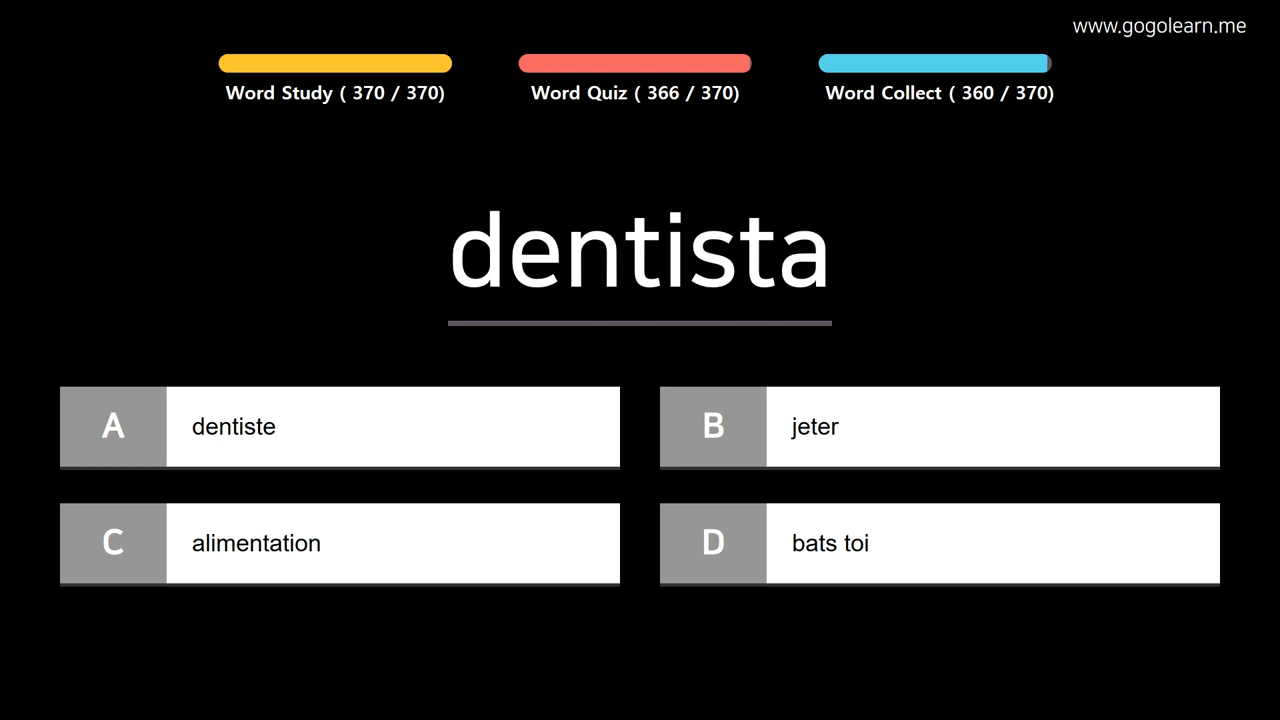 www.gogolearn.me
Word Study ( 370 / 370)
Word Quiz ( 366 / 370)
Word Collect ( 360 / 370)
dentista
A dentiste
B jeter
C alimentation
D bats toi